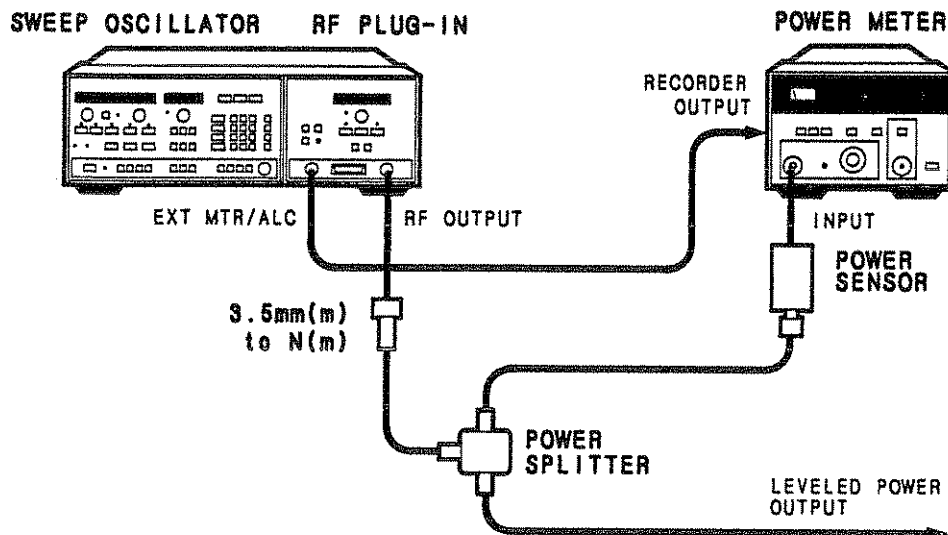 SWEEP OSCILLATOR
RF PLUG-IN
POWER METER
RECORDER
OUTPUT
EXT MTR/ALC
RF OUTPUT
INPUT
POWER
SENSOR
3.5mm(m)
to N(m)
POWER
SPLITTER
LEVELED POWER
OUTPUT